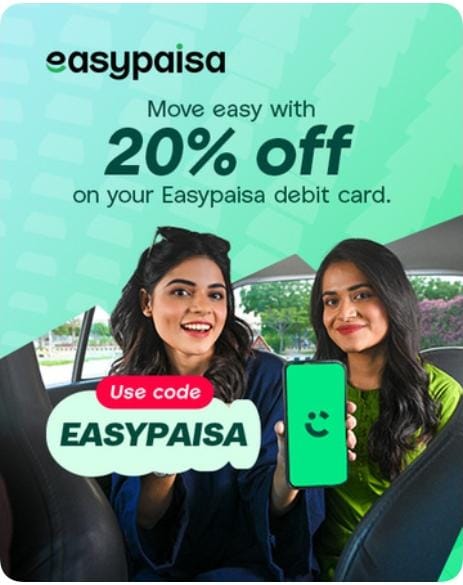 easypaisa
Move easy with
20% off
on your Easypaisa debit card.
Use code
EASYPAISA